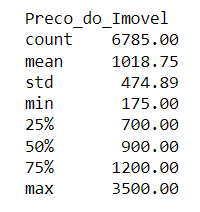 Preco_do_Imovel
count 6785.00
mean 1018.75
std 474.89
min 175.00
25% 700.00
50% 900.00
75% 1200.00
max 3500.00